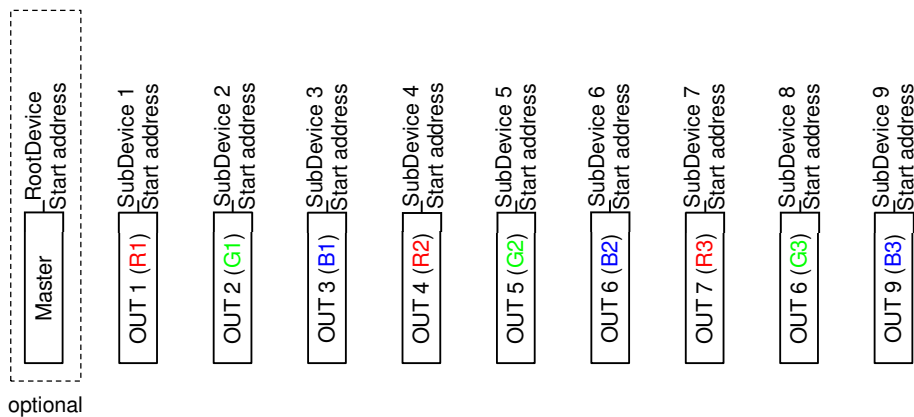 RootDevice
Start address
Master
optional
SubDevice 1
Start address
OUT 1 (R1)
SubDevice 2
Start address
OUT 2 (G1)
SubDevice 3
Start address
OUT 3 (B1)
SubDevice 4
Start address
OUT 4 (R2)
SubDevice 5
Start address
OUT 5 (G2)
SubDevice 6
Start address
OUT 6 (B2)
SubDevice 7
Start address
OUT 7 (R3)
SubDevice 8
Start address
OUT 6 (G3)
SubDevice 9
Start address
OUT 9 (B3)